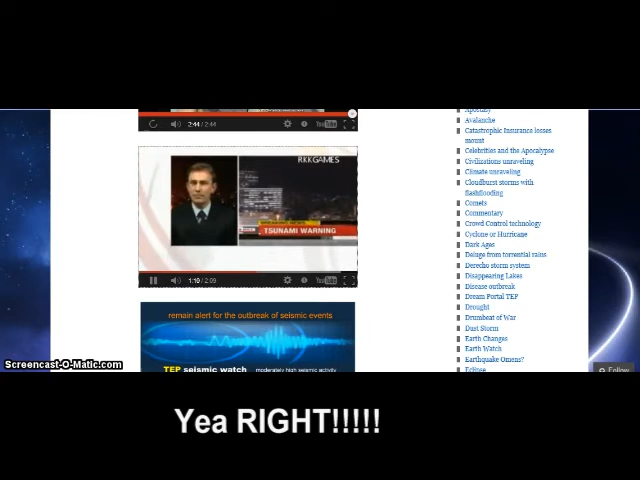 2:44 / 2:44
YouTube
RKKGAMES
TSUNAMI WARNING
1:10 / 2:09
YouTube
remain alert for the outbreak of seismic events
TEP seismic watch moderately high seismic activity
Apostasy
Avalanche
Catastrophic Insurance losses
mount
Celebrities and the Apocalypse
Civilizations unraveling
Climate unraveling
Cloudburst storms with
flashflooding
Comets
Commentary
Crowd Control technology
Cyclone or Hurricane
Dark Ages
Deluge from torrential rains
Derecho storm system
Disappearing Lakes
Disease outbreak
Dream Portal TEP
Drought
Drumbeat of War
Dust Storm
Earth Changes
Earth Watch
Earthquake Omens?
Eclipse
Follow
Screencast-O-Matic.com
Yea RIGHT!!!!!